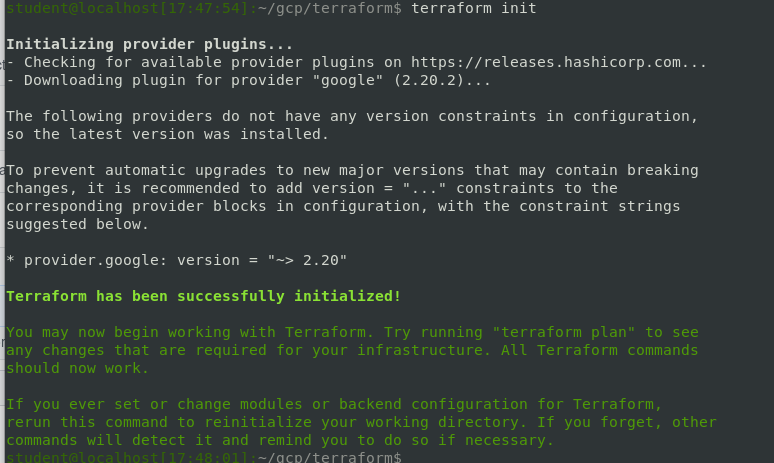 student@localhost[17:47:54]:~/gcp/terraform$ terraform init
Initializing provider plugins...
- Checking for available provider plugins on https://releases.hashicorp.com...
- Downloading plugin for provider "google" (2.20.2)...
The following providers do not have any version constraints in configuration,
so the latest version was installed.
To prevent automatic upgrades to new major versions that may contain breaking
changes, it is recommended to add version = "..." constraints to the
corresponding provider blocks in configuration, with the constraint strings
suggested below.
* provider.google: version = "~> 2.20"
Terraform has been successfully initialized!
You may now begin working with Terraform. Try running "terraform plan" to see
any changes that are required for your infrastructure. All Terraform commands
should now work.
If you ever set or change modules or backend configuration for Terraform,
rerun this command to reinitialize your working directory. If you forget, other
commands will detect it and remind you to do so if necessary.
student@localhost[17:48:01]:~/gcp/terraform$